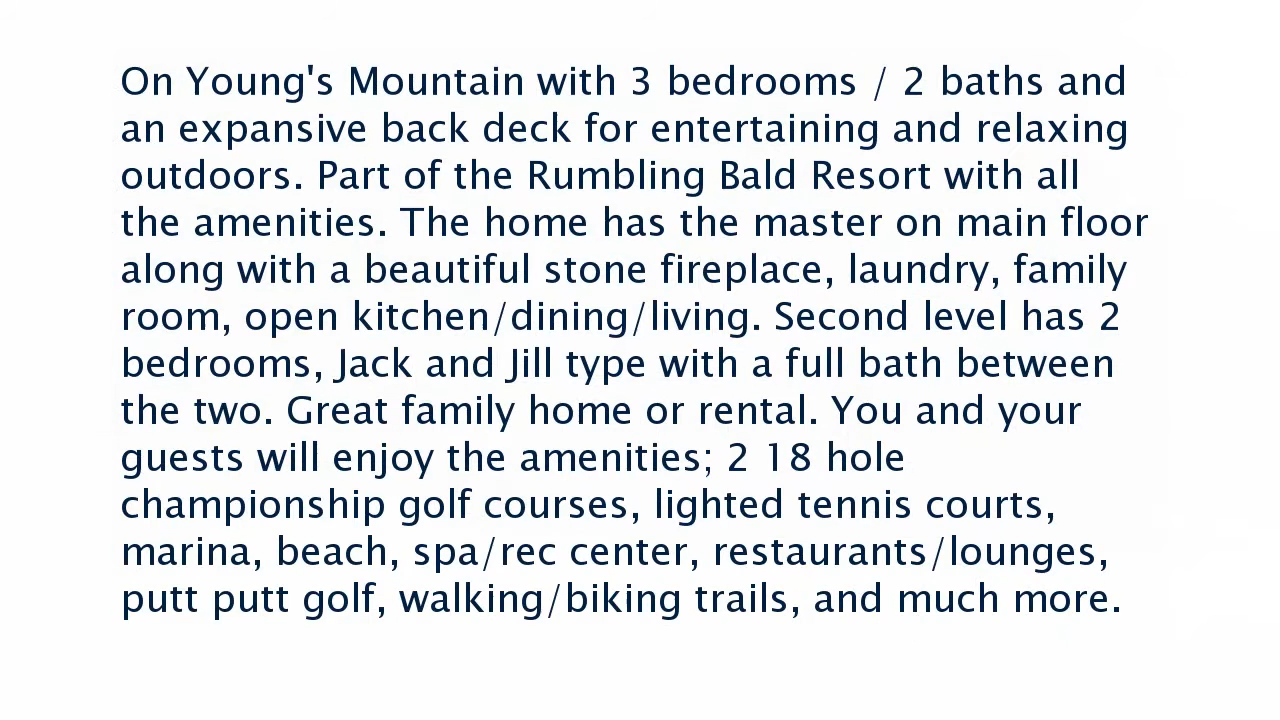 On Young's Mountain with 3 bedrooms / 2 baths and
an expansive back deck for entertaining and relaxing
outdoors. Part of the Rumbling Bald Resort with all
the amenities. The home has the master on main floor
along with a beautiful stone fireplace, laundry, family
room, open kitchen/dining/living. Second level has 2
bedrooms, Jack and Jill type with a full bath between
the two. Great family home or rental. You and your
guests will enjoy the amenities; 2 18 hole
championship golf courses, lighted tennis courts,
marina, beach, spa/rec center, restaurants/lounges,
putt putt golf, walking/biking trails, and much more.